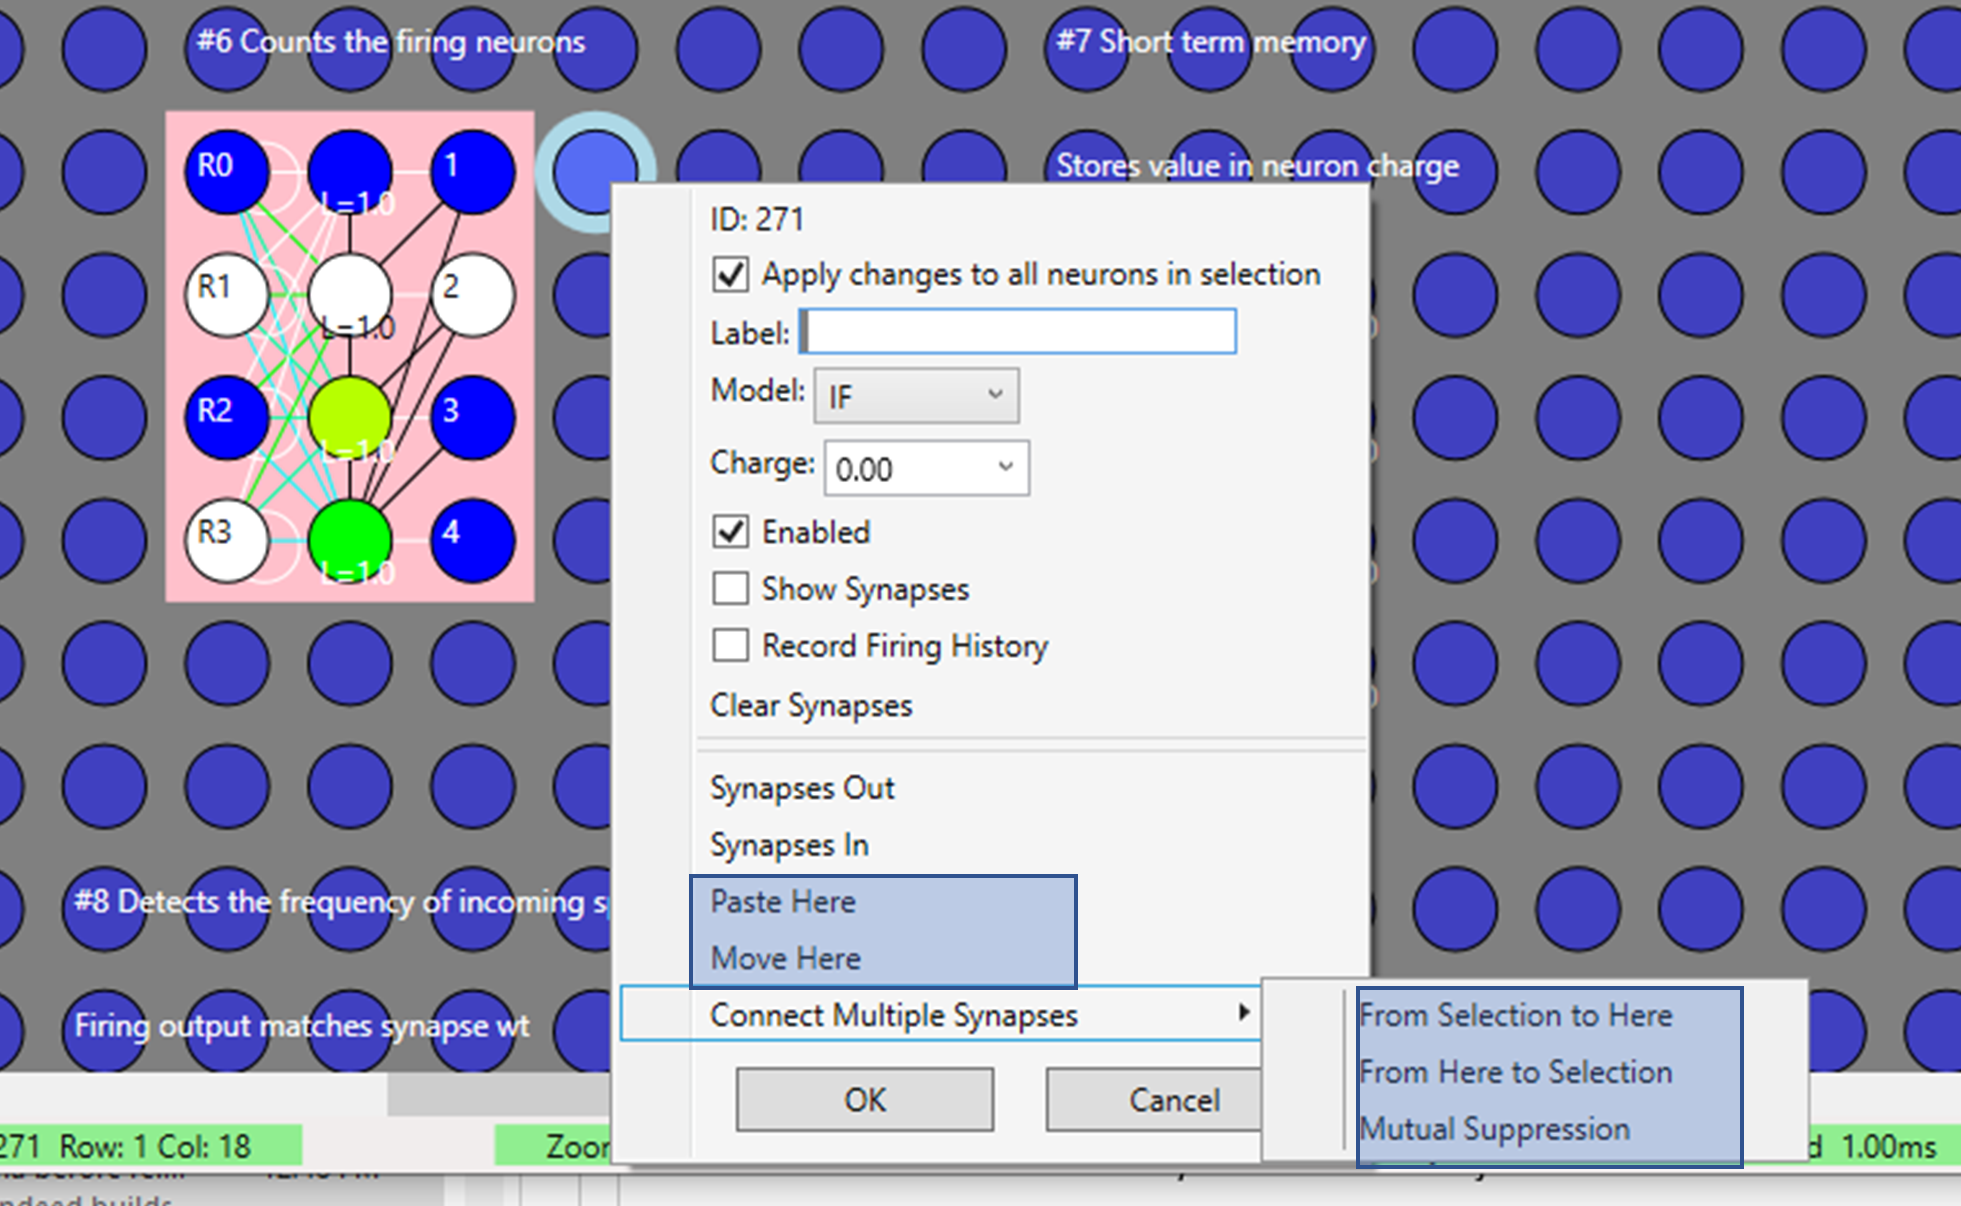 #6 Counts the firing neurons
#7 Short term memory
R0
1
L=1.0
Stores value in neuron charge
R1
2
L=1.0
R2
3
L=1.0
R3
4
L=1.0
ID: 271
Apply changes to all neurons in selection
Label:
Model: IF
Charge: 0.00
Enabled
Show Synapses
Record Firing History
Clear Synapses
Synapses Out
Synapses In
Paste Here
Move Here
Connect Multiple Synapses
From Selection to Here
From Here to Selection
Mutual Suppression
OK
Cancel
#8 Detects the frequency of incoming
Firing output matches synapse wt
271 Row: 1 Col: 18
1.00ms